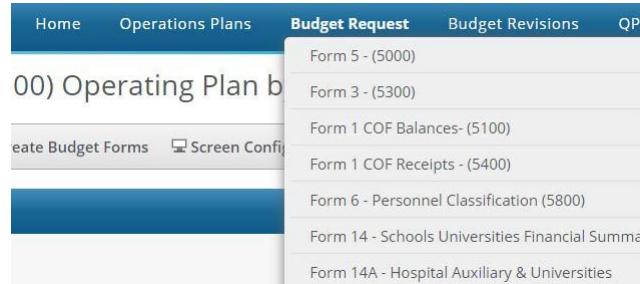 Home Operations Plans Budget Request Budget Revisions QP
Form 5 - (5000)
00) Operating Plan b
Form 3 - (5300)
Form 1 COF Balances- (5100)
eate Budget Forms Screen Config
Form 1 COF Receipts - (5400)
Form 6 - Personnel Classification (5800)
Form 14 - Schools Universities Financial Summa
Form 14A - Hospital Auxiliary & Universities